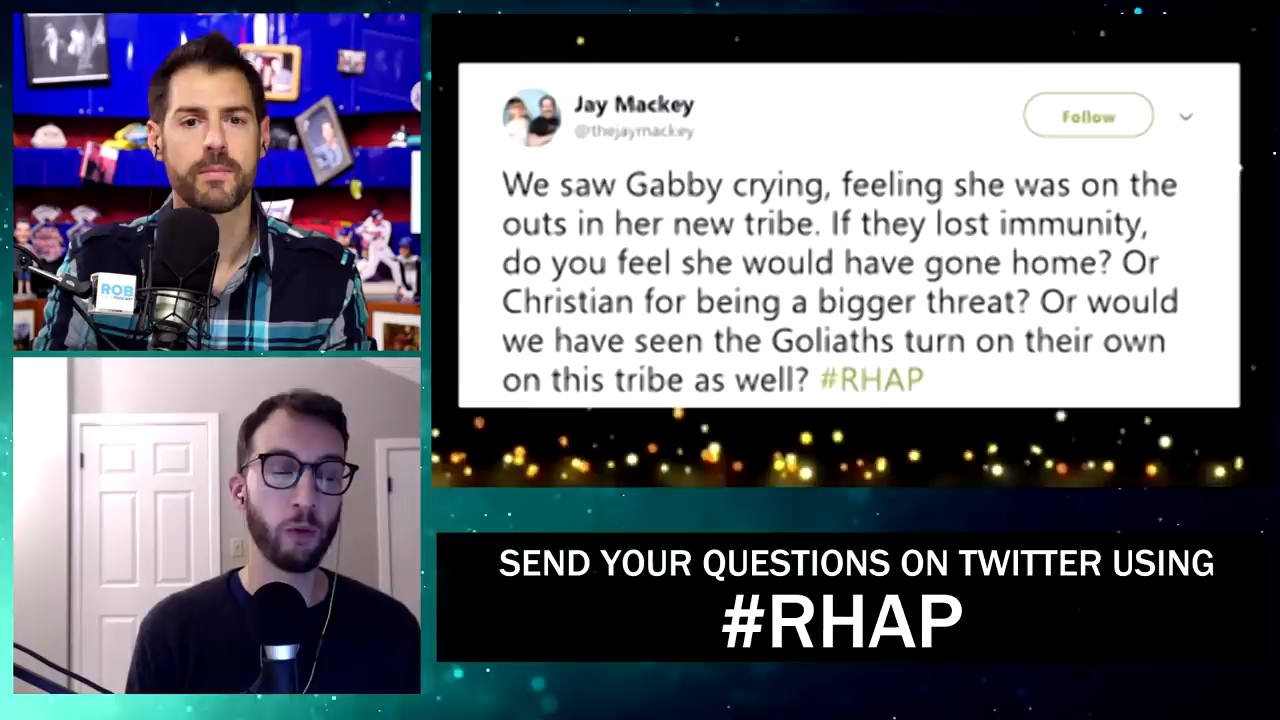 ROB
PODCAST
Jay Mackey
@thejaymackey
Follow
We saw Gabby crying, feeling she was on the
outs in her new tribe. If they lost immunity,
do you feel she would have gone home? Or
Christian for being a bigger threat? Or would
we have seen the Goliaths turn on their own
on this tribe as well? #RHAP
SEND YOUR QUESTIONS ON TWITTER USING
#RHAP